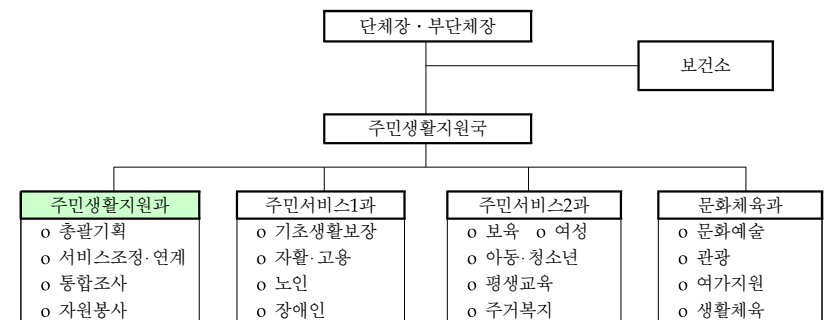 단체장 · 부단체장
보건소
주민생활지원국
주민생활지원과
o 총괄기획
o 서비스조정·연계
o 통합조사
o 자원봉사
주민서비스1과
o 기초생활보장
o 자활·고용
o 노인
o 장애인
주민서비스2과
o 보육 o 여성
o 아동·청소년
o 평생교육
o 주거복지
문화체육과
o 문화예술
o 관광
o 여가지원
o 생활체육